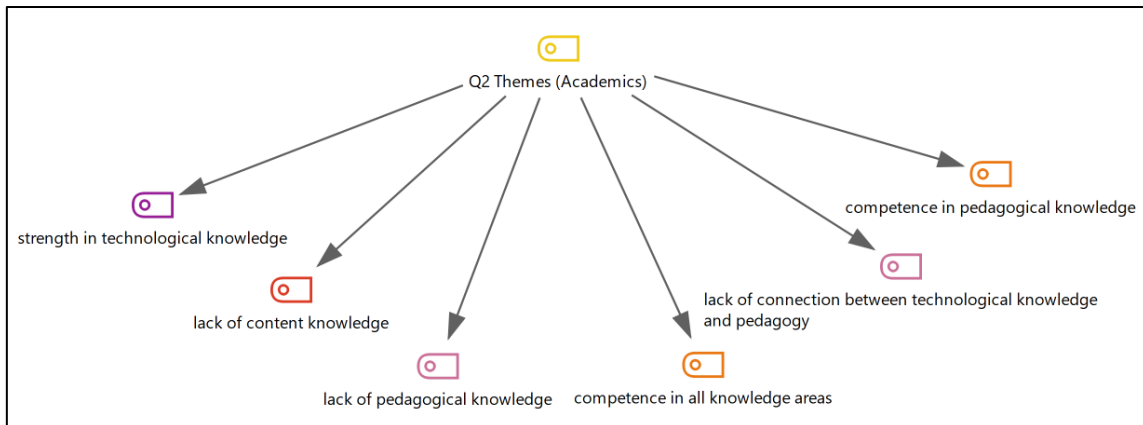 Q2 Themes (Academics)
strength in technological knowledge
lack of content knowledge
lack of pedagogical knowledge
competence in all knowledge areas
lack of connection between technological knowledge
and pedagogy
competence in pedagogical knowledge